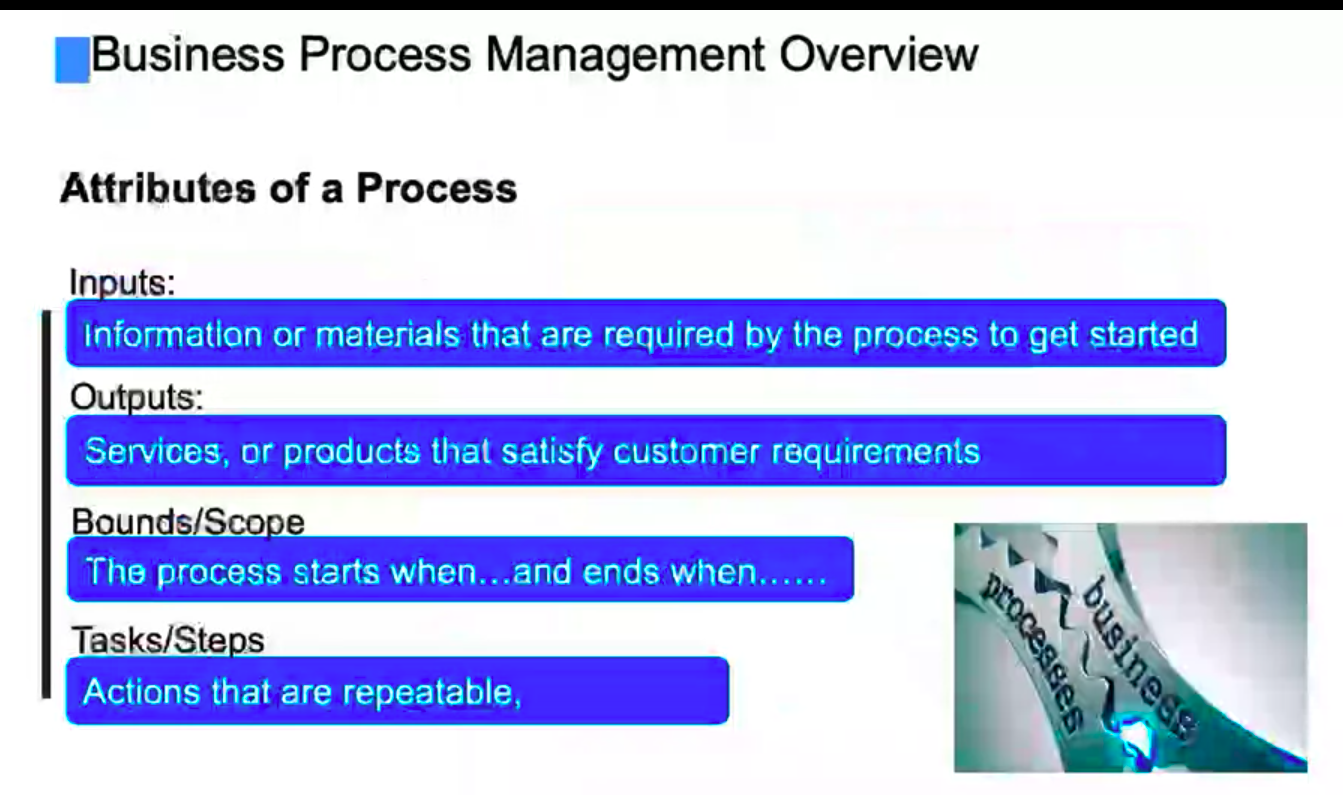 Business Process Management Overview
Attributes of a Process
Inputs:
Information or materials that are required by the process to get started
Outputs:
Services, or products that satisfy customer requirements
Bounds/Scope
The process starts when...and ends when......
Tasks/Steps
Actions that are repeatable,
business
processes